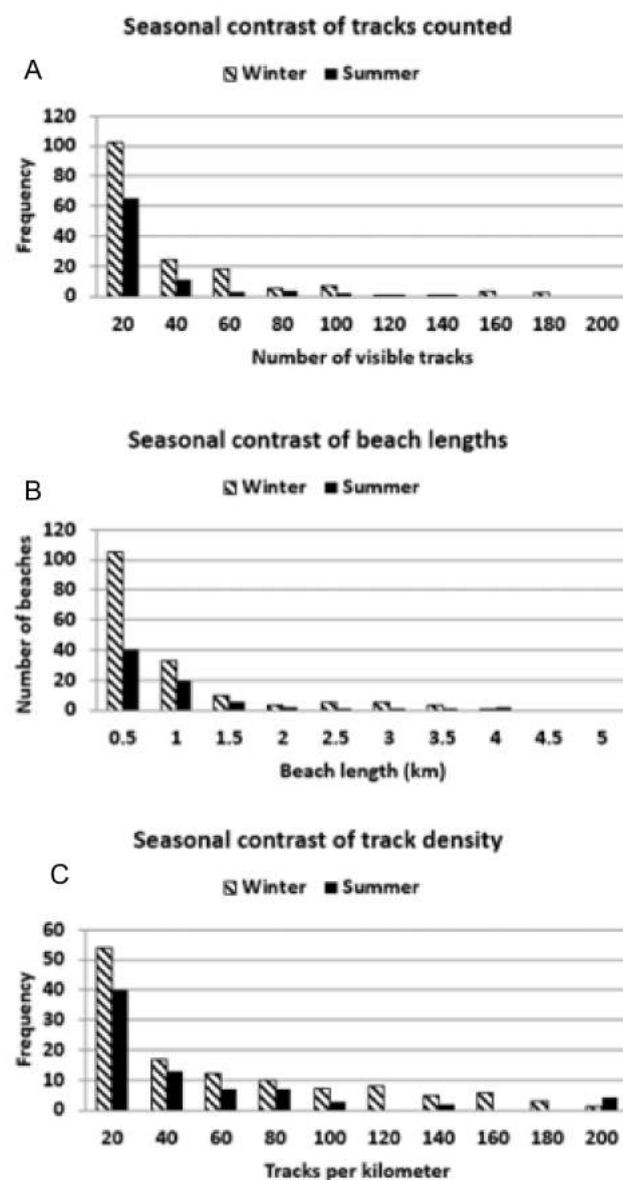 Seasonal contrast of tracks counted
A
Winter Summer
Frequency
120
100
80
60
40
20
0
20 40 60 80 100 120 140 160 180 200
Number of visible tracks
Seasonal contrast of beach lengths
B
Winter Summer
Number of beaches
120
100
80
60
40
20
0
0.5 1 1.5 2 2.5 3 3.5 4 4.5 5
Beach length (km)
Seasonal contrast of track density
C
Winter Summer
Frequency
60
50
40
30
20
10
0
20 40 60 80 100 120 140 160 180 200
Tracks per kilometer